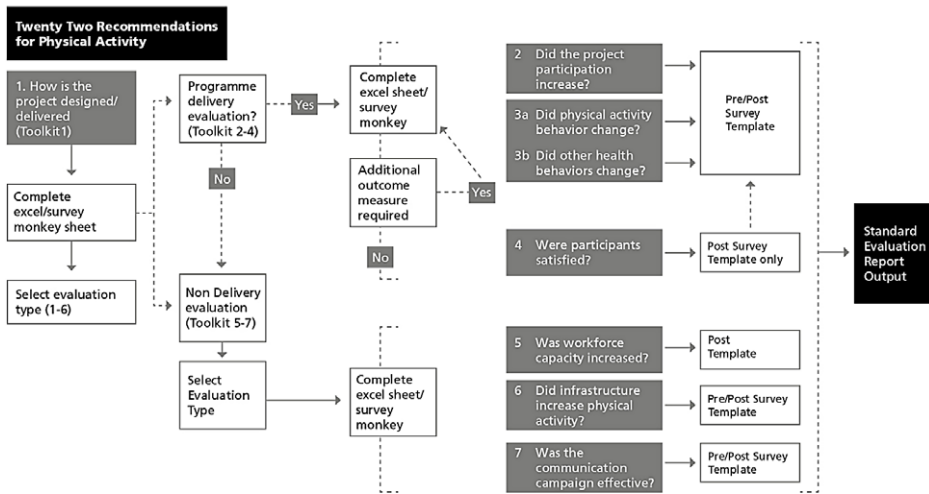 Twenty Two Recommendations
for Physical Activity
1. How is the
project designed/
delivered
(Toolkit1)
Complete
excel/survey
monkey sheet
Select evaluation
type (1-6)
Programme
delivery
evaluation?
(Toolkit 2-4)
Yes
No
Non Delivery
evaluation
(Toolkit 5-7)
Select
Evaluation
Type
Complete
excel sheet/
survey
monkey
Additional
outcome
measure
required
Yes
No
Complete
excel sheet/
survey
monkey
2 Did the project
participation
increase?
3a Did physical activity
behavior change?
3b Did other health
behaviors change?
Pre/Post
Survey
Template
4 Were participants
satisfied?
Post Survey
Template only
5 Was workforce
capacity increased?
Post
Template
6 Did infrastructure
increase physical
activity?
Pre/Post Survey
Template
7 Was the
communication
campaign effective?
Pre/Post Survey
Template
Standard
Evaluation
Report
Output